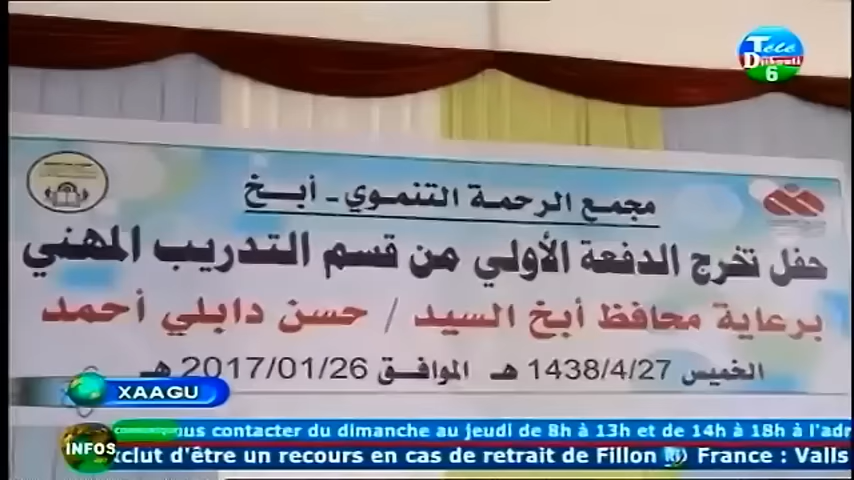 Télé
Djibouti
6
مجمع الرحمة التنموي - أبخ
حفل تخرج الدفعة الأولي من قسم التدريب المهني
برعاية محافظ أبخ السيد / حسن دابلي أحمد
الخميس 1438/4/27 هـ الموافق 2017/01/26 هـ
XAAGU
us contacter du dimanche au jeudi de 8h à 13h et de 14h à 18h à l'adr
INFOS
xclut d'être un recours en cas de retrait de Fillon France : Valls